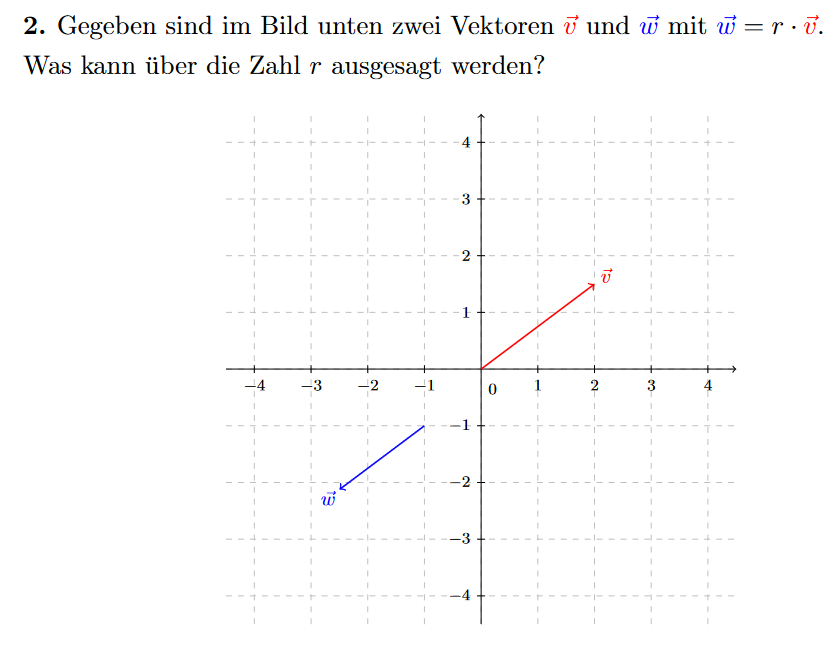 2. Gegeben sind im Bild unten zwei Vektoren v⃗ und w⃗ mit w⃗ = r · v⃗.
Was kann über die Zahl r ausgesagt werden?
4
3
2
v⃗
1
−4 −3 −2 −1 0 1 2 3 4
−1
−2
w⃗
−3
−4